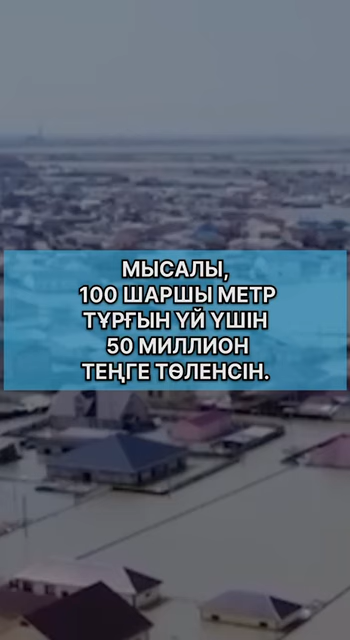 МЫСАЛЫ,
100 ШАРШЫ МЕТР
ТҰРҒЫН ҮЙ ҮШІН
50 МИЛЛИОН
ТЕҢГЕ ТӨЛЕНСІН.